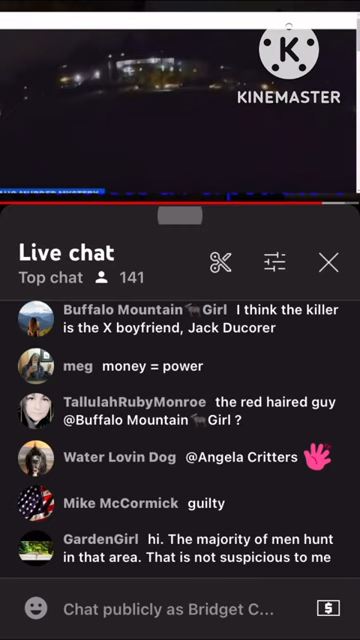 K
KINEMASTER
Live chat
Top chat 141
Buffalo Mountain🐐Girl I think the killer
is the X boyfriend, Jack Ducorer
meg money = power
TallulahRubyMonroe the red haired guy
@Buffalo Mountain🐐Girl ?
Water Lovin Dog @Angela Critters
Mike McCormick guilty
GardenGirl hi. The majority of men hunt
in that area. That is not suspicious to me
Chat publicly as Bridget C...
$